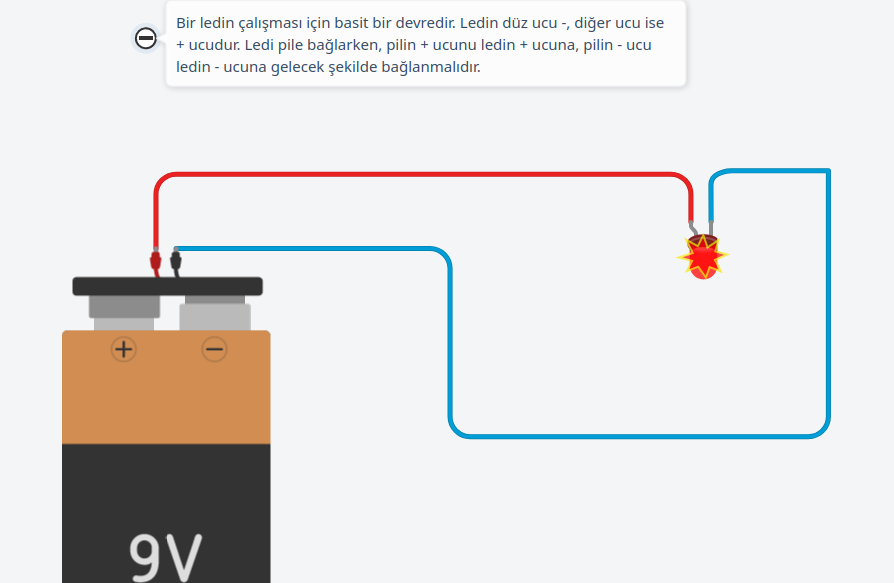 Bir ledin çalışması için basit bir devredir. Ledin düz ucu -, diğer ucu ise
+ ucudur. Ledi pile bağlarken, pilin + ucunu ledin + ucuna, pilin - ucu
ledin - ucuna gelecek şekilde bağlanmalıdır.
+ −
9V